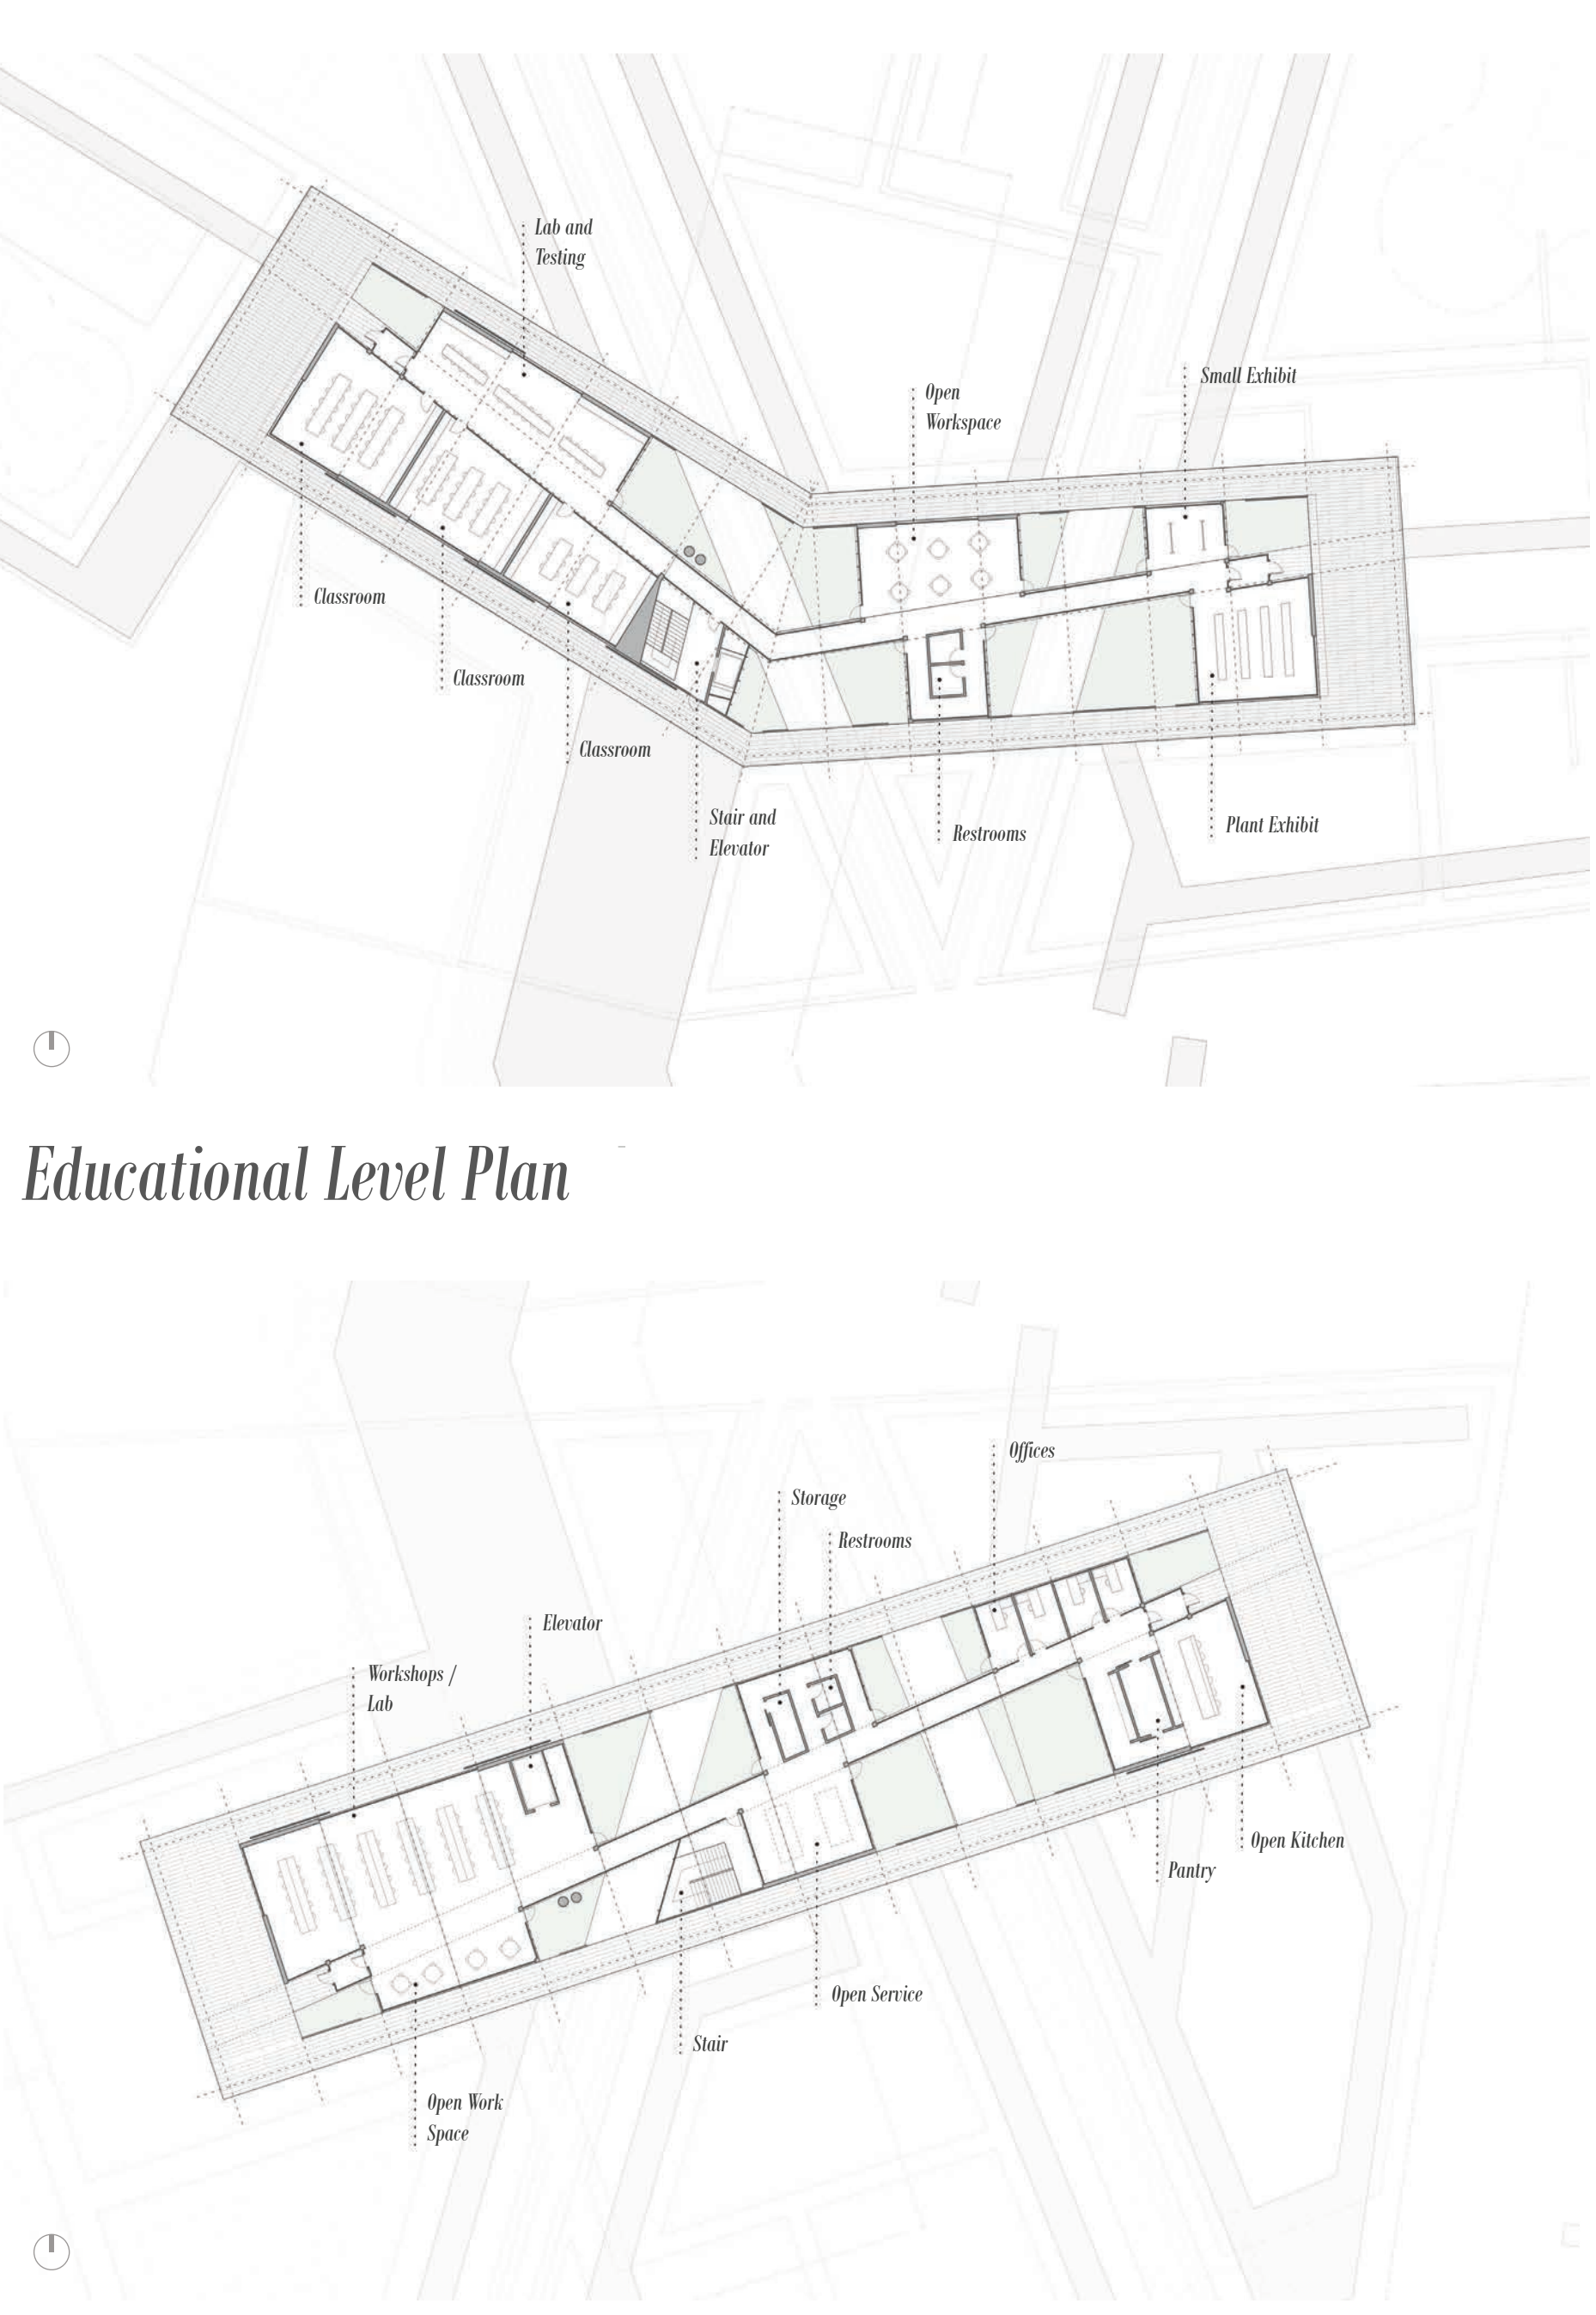 Lab and
Testing
Open
Workspace
Small Exhibit
Classroom
Classroom
Classroom
Stair and
Elevator
Restrooms
Plant Exhibit
Educational Level Plan
Offices
Storage
Restrooms
Elevator
Workshops /
Lab
Open Kitchen
Pantry
Open Service
Stair
Open Work
Space